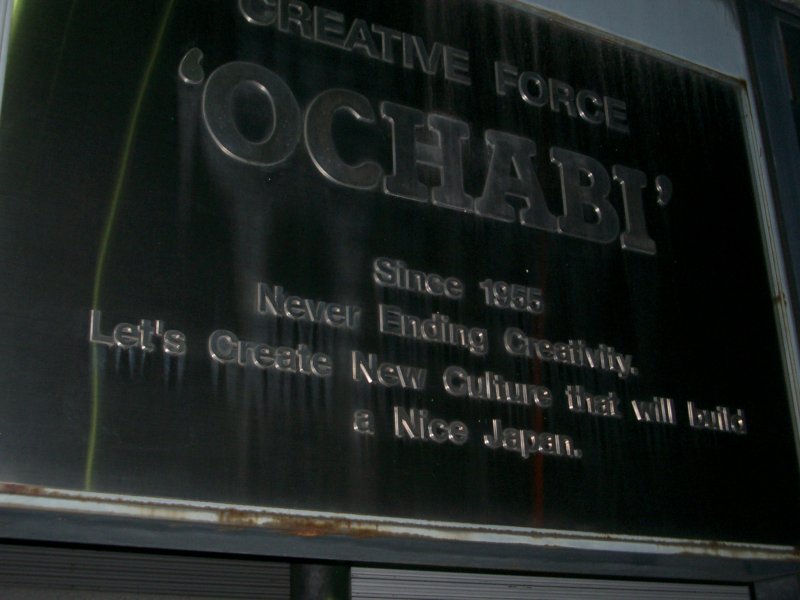 CREATIVE FORCE
‘OCHABI’
Since 1955
Never Ending Creativity.
Let's Create New Culture that will build
a Nice Japan.